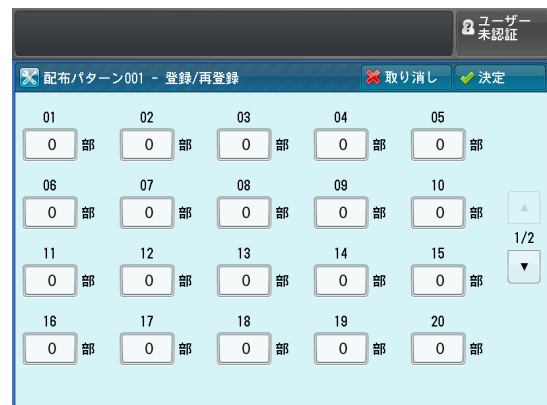 ユーザー
未認証
配布パターン001 - 登録/再登録 取り消し 決定
01 02 03 04 05
0 部 0 部 0 部 0 部 0 部
06 07 08 09 10
0 部 0 部 0 部 0 部 0 部
1/2
11 12 13 14 15
0 部 0 部 0 部 0 部 0 部
16 17 18 19 20
0 部 0 部 0 部 0 部 0 部